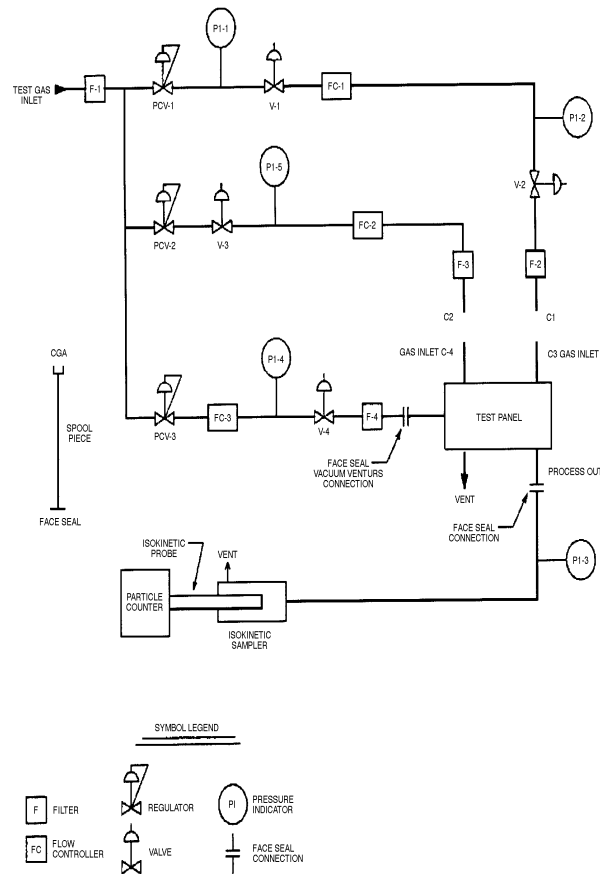 P1-1
TEST GAS
INLET
F-1
PCV-1
V-1
FC-1
P1-2
P1-5
V-2
PCV-2
V-3
FC-2
F-3
F-2
C2
C1
GAS INLET C-4
C3 GAS INLET
CGA
P1-4
SPOOL
PIECE
PCV-3
FC-3
V-4
F-4
TEST PANEL
FACE SEAL
VACUUM VENTURS
CONNECTION
PROCESS OUT
VENT
FACE SEAL
FACE SEAL
CONNECTION
ISOKINETIC
PROBE
VENT
P1-3
PARTICLE
COUNTER
ISOKINETIC
SAMPLER
SYMBOL LEGEND
F
FILTER
REGULATOR
PI
PRESSURE
INDICATOR
FC
FLOW
CONTROLLER
VALVE
FACE SEAL
CONNECTION